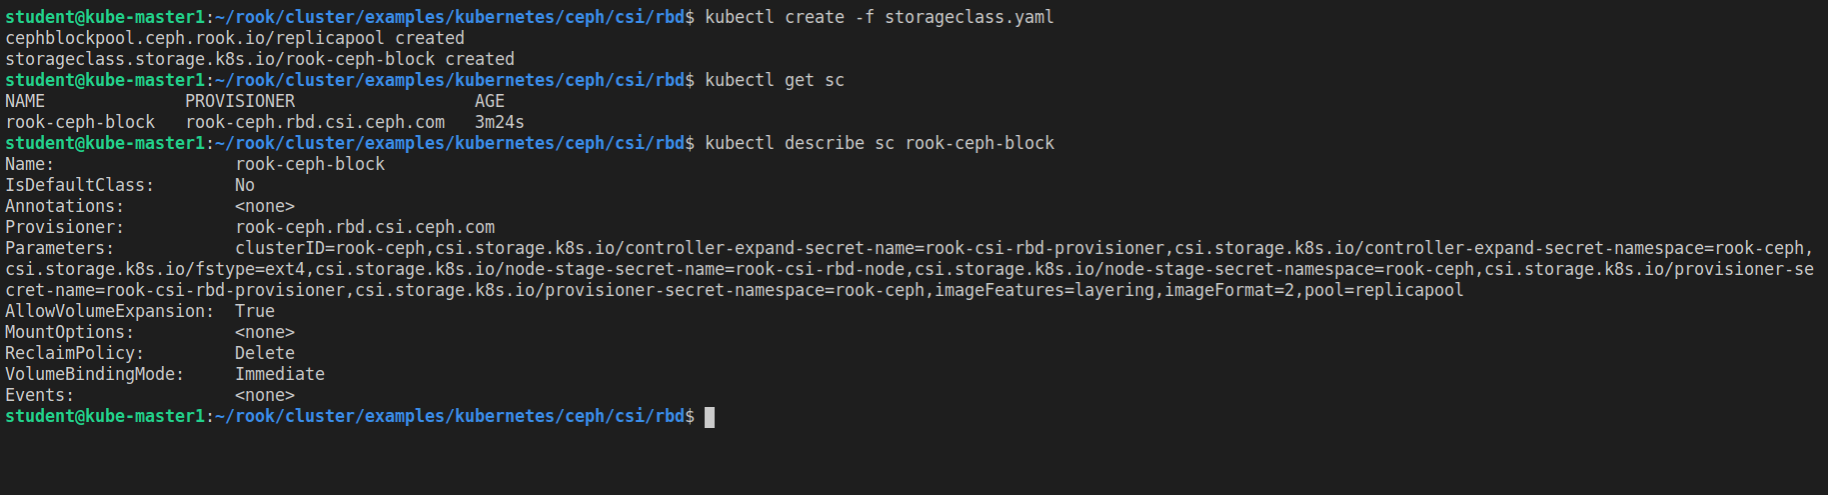 student@kube-master1:~/rook/cluster/examples/kubernetes/ceph/csi/rbd$ kubectl create -f storageclass.yaml
cephblockpool.ceph.rook.io/replicapool created
storageclass.storage.k8s.io/rook-ceph-block created
student@kube-master1:~/rook/cluster/examples/kubernetes/ceph/csi/rbd$ kubectl get sc
NAME              PROVISIONER                  AGE
rook-ceph-block   rook-ceph.rbd.csi.ceph.com   3m24s
student@kube-master1:~/rook/cluster/examples/kubernetes/ceph/csi/rbd$ kubectl describe sc rook-ceph-block
Name:                  rook-ceph-block
IsDefaultClass:        No
Annotations:           <none>
Provisioner:           rook-ceph.rbd.csi.ceph.com
Parameters:            clusterID=rook-ceph,csi.storage.k8s.io/controller-expand-secret-name=rook-csi-rbd-provisioner,csi.storage.k8s.io/controller-expand-secret-namespace=rook-ceph,
csi.storage.k8s.io/fstype=ext4,csi.storage.k8s.io/node-stage-secret-name=rook-csi-rbd-node,csi.storage.k8s.io/node-stage-secret-namespace=rook-ceph,csi.storage.k8s.io/provisioner-se
cret-name=rook-csi-rbd-provisioner,csi.storage.k8s.io/provisioner-secret-namespace=rook-ceph,imageFeatures=layering,imageFormat=2,pool=replicapool
AllowVolumeExpansion:  True
MountOptions:          <none>
ReclaimPolicy:         Delete
VolumeBindingMode:     Immediate
Events:                <none>
student@kube-master1:~/rook/cluster/examples/kubernetes/ceph/csi/rbd$